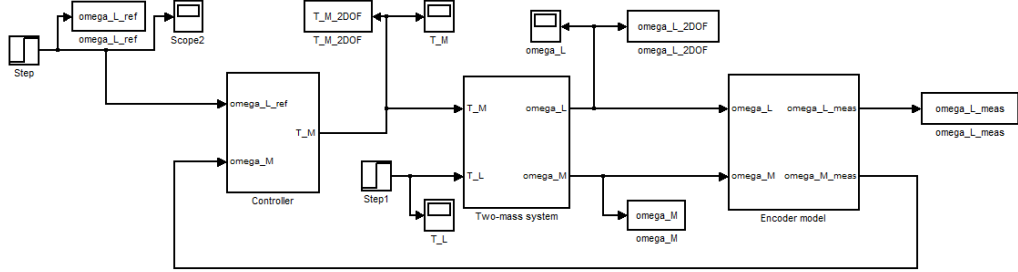 omega_L_ref
omega_L_ref
Scope2
Step
T_M_2DOF
T_M_2DOF
T_M
omega_L
omega_L_2DOF
omega_L_2DOF
omega_L_ref
T_M
omega_M
Controller
Step1
T_L
T_M
omega_L
T_L
omega_M
Two-mass system
omega_M
omega_M
omega_L
omega_L_meas
omega_M
omega_M_meas
Encoder model
omega_L_meas
omega_L_meas